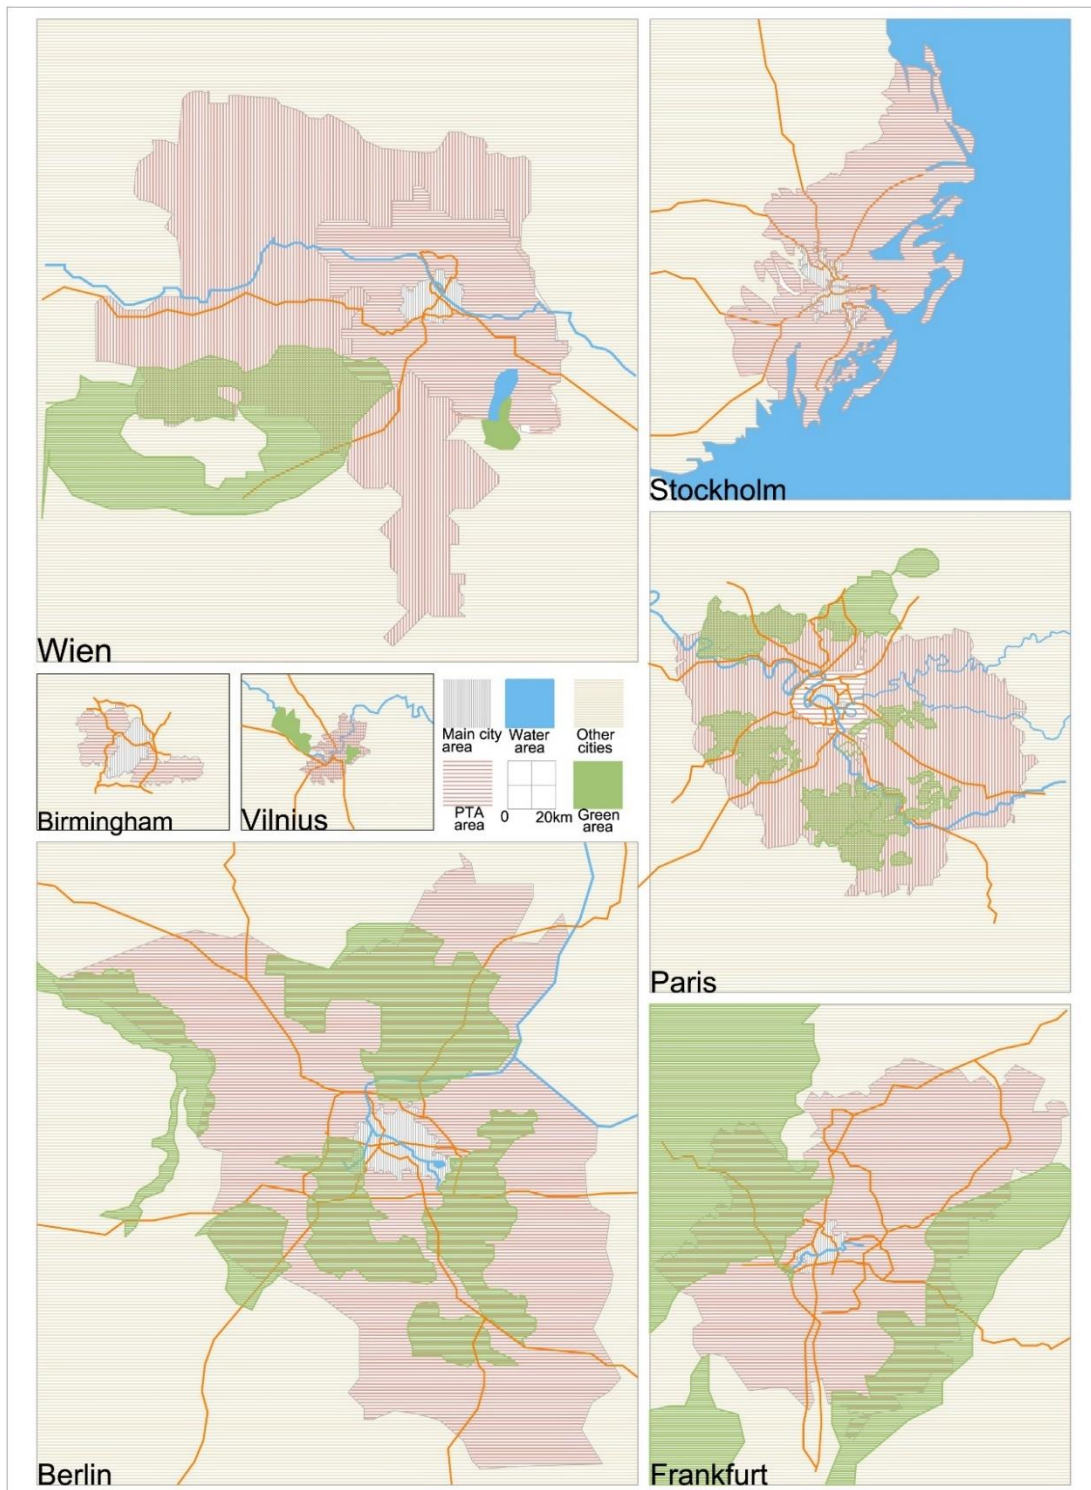 Wien
Stockholm
Birmingham
Vilnius
Main city
area
Water
area
Other
cities
PTA
area
0 20km
Green
area
Paris
Berlin
Frankfurt